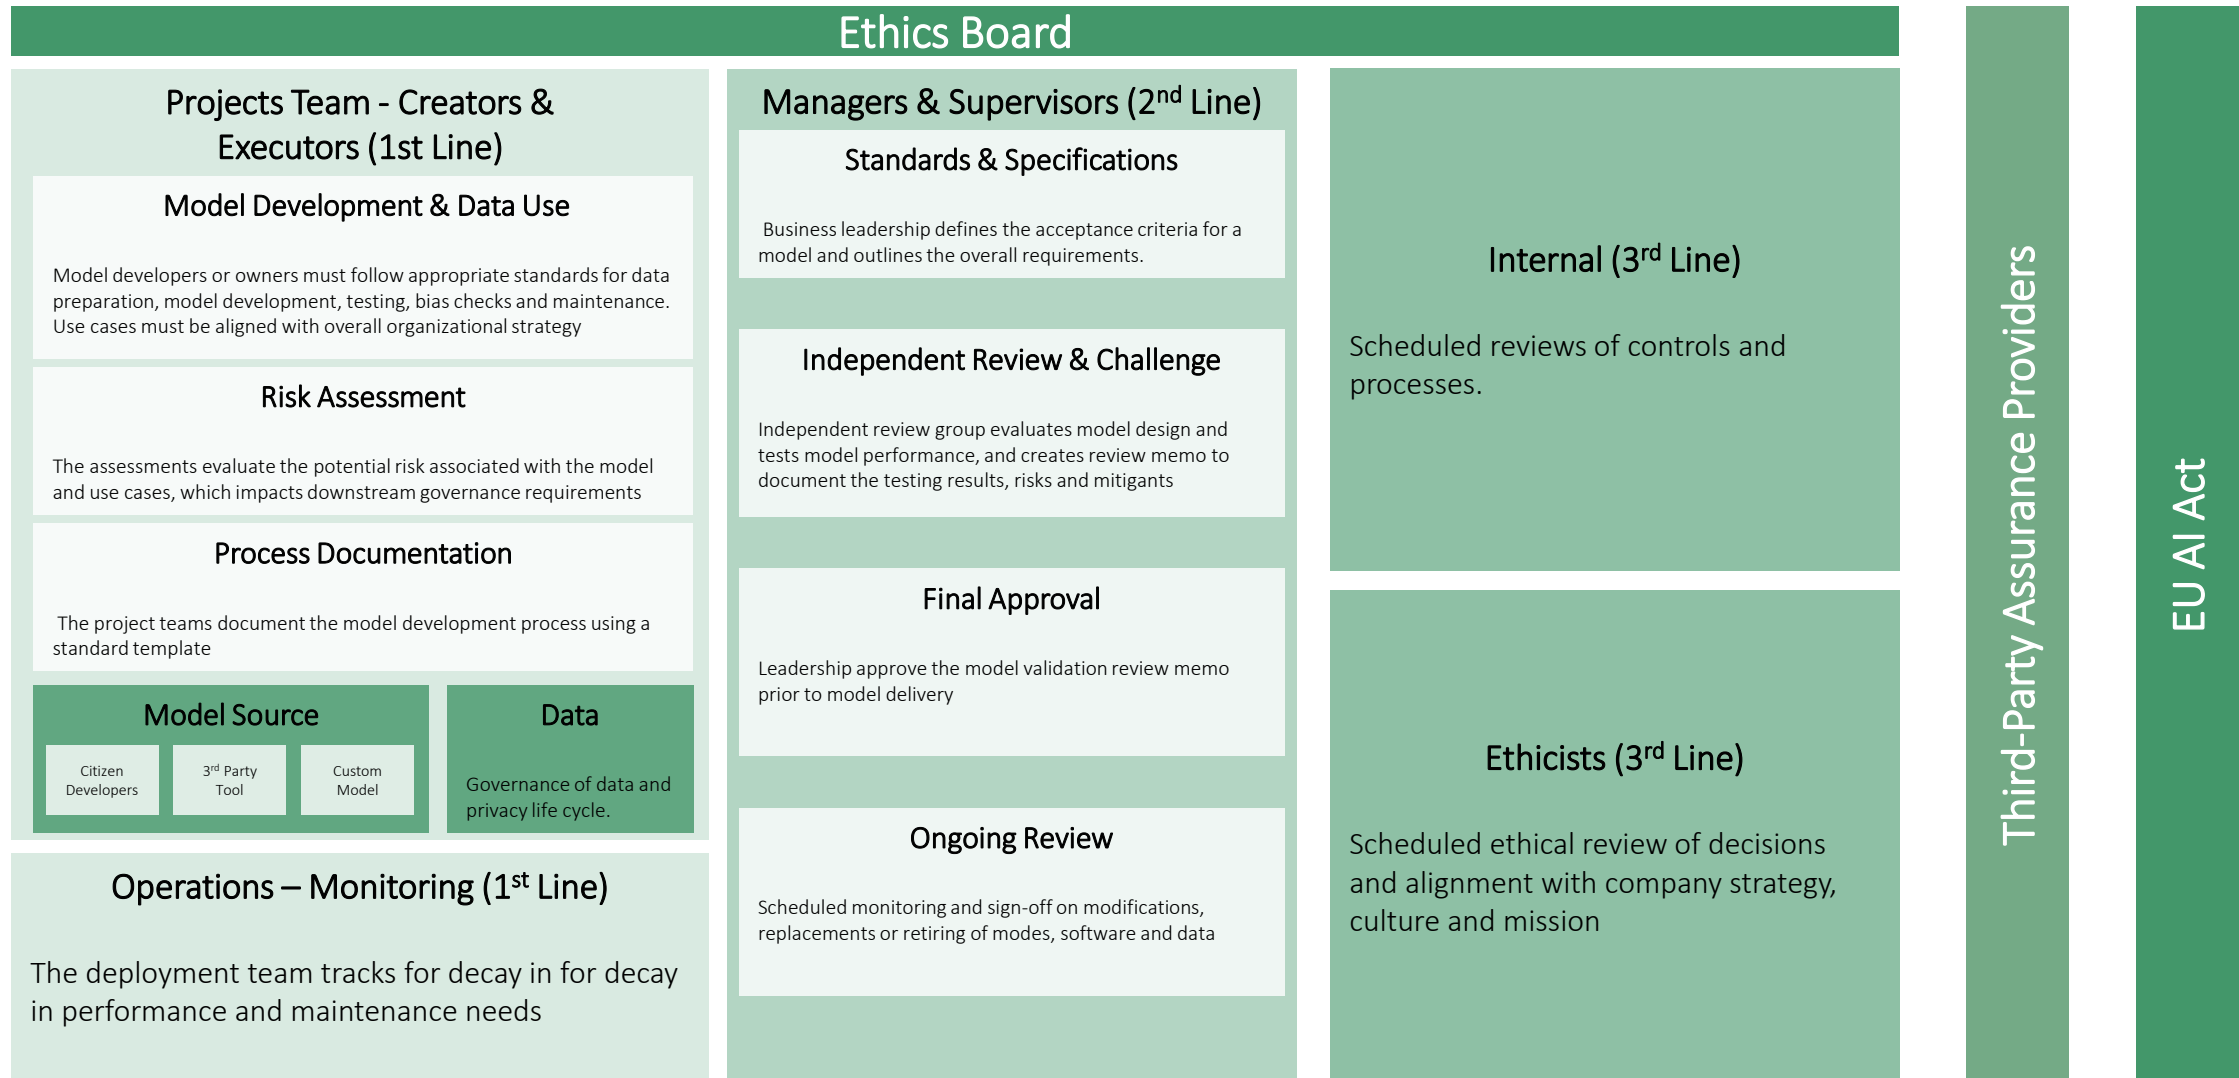 Ethics Board
Projects Team - Creators &
Executors (1st Line)
Model Development & Data Use
Model developers or owners must follow appropriate standards for data
preparation, model development, testing, bias checks and maintenance.
Use cases must be aligned with overall organizational strategy
Risk Assessment
The assessments evaluate the potential risk associated with the model
and use cases, which impacts downstream governance requirements
Process Documentation
The project teams document the model development process using a
standard template
Model Source
Citizen
Developers
3rd Party
Tool
Custom
Model
Data
Governance of data and
privacy life cycle.
Operations – Monitoring (1st Line)
The deployment team tracks for decay in for decay
in performance and maintenance needs
Managers & Supervisors (2nd Line)
Standards & Specifications
Business leadership defines the acceptance criteria for a
model and outlines the overall requirements.
Independent Review & Challenge
Independent review group evaluates model design and
tests model performance, and creates review memo to
document the testing results, risks and mitigants
Final Approval
Leadership approve the model validation review memo
prior to model delivery
Ongoing Review
Scheduled monitoring and sign-off on modifications,
replacements or retiring of modes, software and data
Internal (3rd Line)
Scheduled reviews of controls and
processes.
Ethicists (3rd Line)
Scheduled ethical review of decisions
and alignment with company strategy,
culture and mission
Third-Party Assurance Providers
EU AI Act